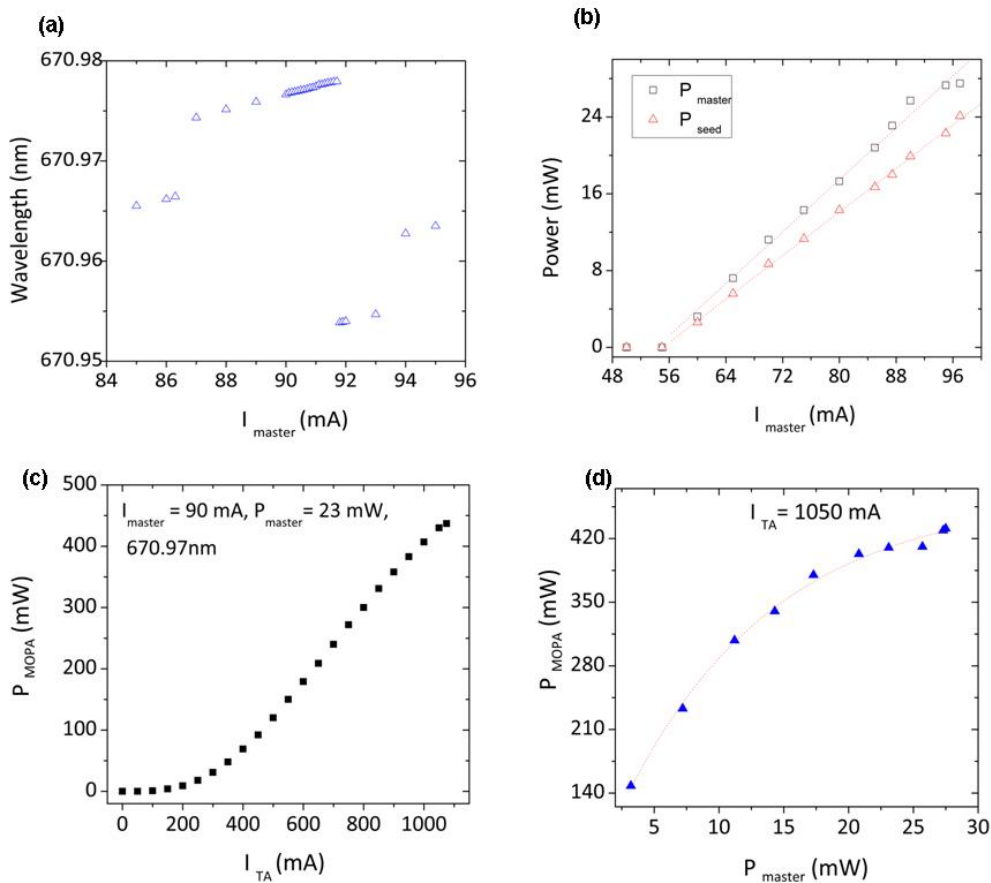 (a)
670.98
670.97
670.96
670.95
Wavelength (nm)
84 86 88 90 92 94 96
I master (mA)
(b)
P master
P seed
24
16
8
0
Power (mW)
48 56 64 72 80 88 96
I master (mA)
(c)
I master = 90 mA, P master = 23 mW,
670.97nm
500
400
300
200
100
0
P MOPA (mW)
0 200 400 600 800 1000
I TA (mA)
(d)
I TA = 1050 mA
420
350
280
210
140
P MOPA (mW)
5 10 15 20 25 30
P master (mW)